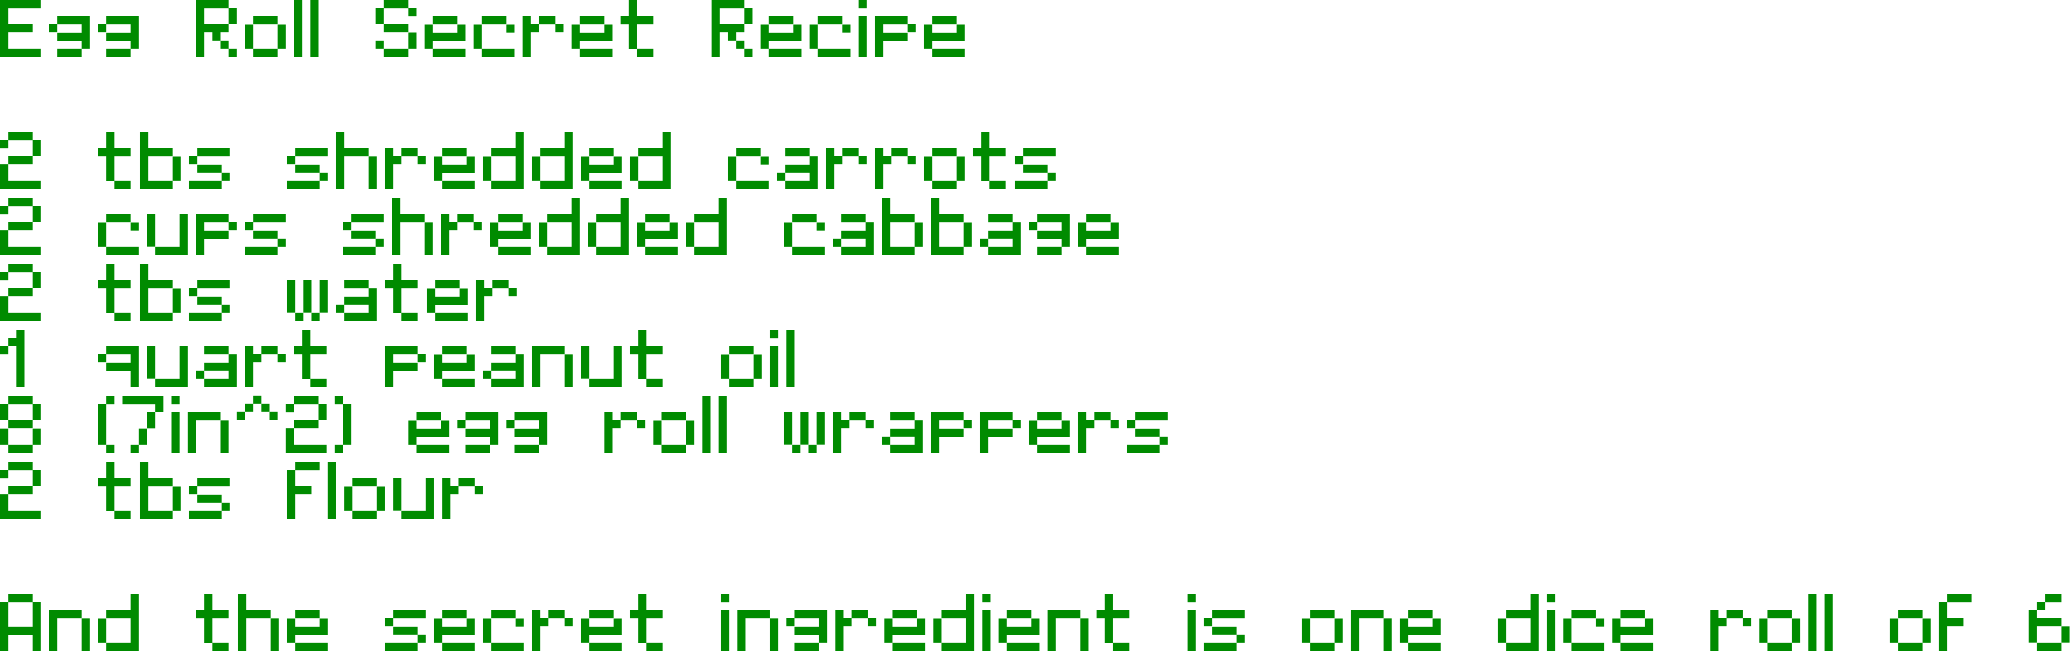 Egg Roll Secret Recipe
2 tbs shredded carrots
2 cups shredded cabbage
2 tbs water
1 quart peanut oil
8 (7in^2) egg roll wrappers
2 tbs flour
And the secret ingredient is one dice roll of 6